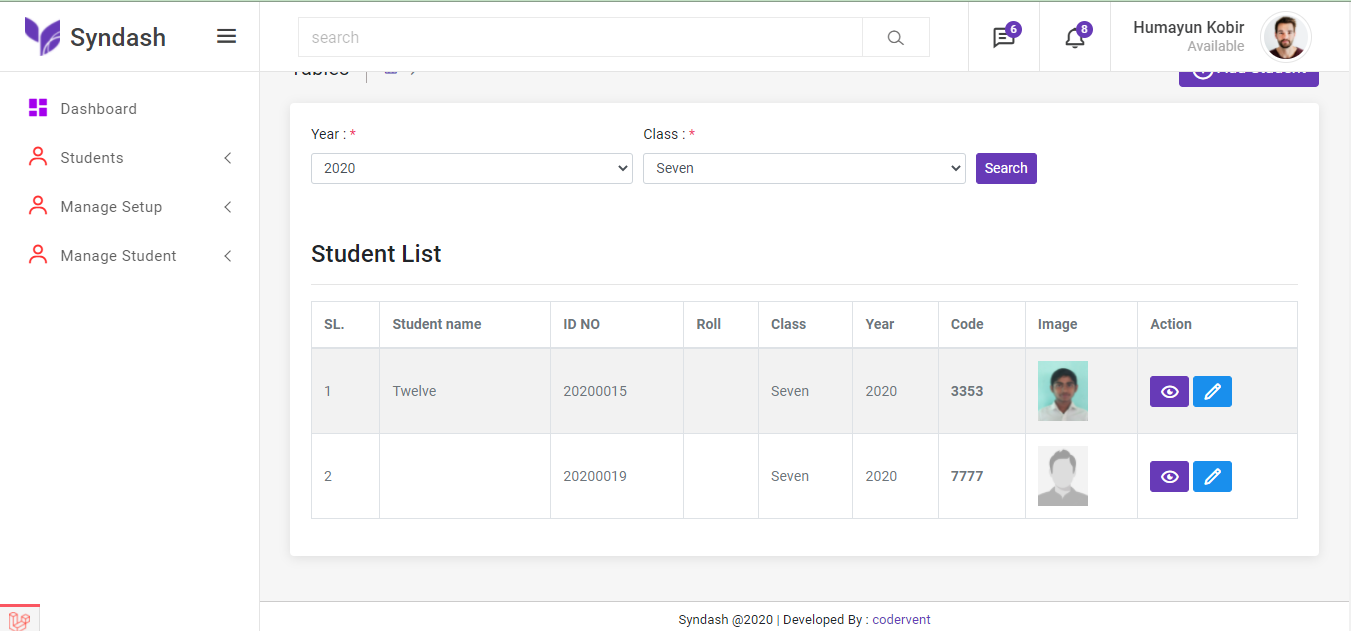 Syndash
search
6
8
Humayun Kobir
Available
Tables
Add Student
Dashboard
Students
Manage Setup
Manage Student
Year : *
Class : *
2020
Seven
Search
Student List
SL. Student name ID NO Roll Class Year Code Image Action
1 Twelve 20200015 Seven 2020 3353
2 20200019 Seven 2020 7777
Syndash @2020 | Developed By : codervent